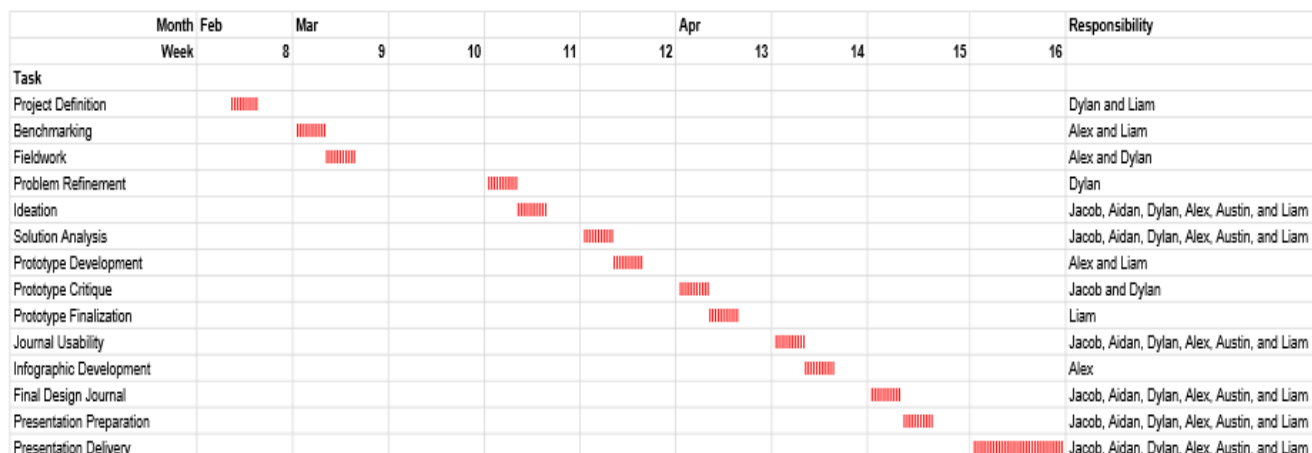 Month Feb Mar Apr Responsibility
Week 8 9 10 11 12 13 14 15 16
Task
Project Definition Dylan and Liam
Benchmarking Alex and Liam
Fieldwork Alex and Dylan
Problem Refinement Dylan
Ideation Jacob, Aidan, Dylan, Alex, Austin, and Liam
Solution Analysis Jacob, Aidan, Dylan, Alex, Austin, and Liam
Prototype Development Alex and Liam
Prototype Critique Jacob and Dylan
Prototype Finalization Liam
Journal Usability Jacob, Aidan, Dylan, Alex, Austin, and Liam
Infographic Development Alex
Final Design Journal Jacob, Aidan, Dylan, Alex, Austin, and Liam
Presentation Preparation Jacob, Aidan, Dylan, Alex, Austin, and Liam
Presentation Delivery Jacob, Aidan, Dylan, Alex, Austin, and Liam